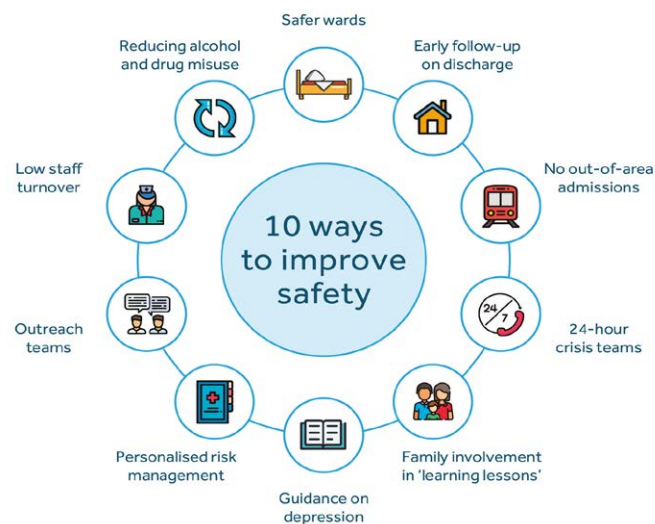 Safer wards
Early follow-up
on discharge
No out-of-area
admissions
24-hour
crisis teams
Family involvement
in 'learning lessons'
Guidance on
depression
Personalised risk
management
Outreach
teams
Low staff
turnover
Reducing alcohol
and drug misuse
10 ways
to improve
safety
24/7